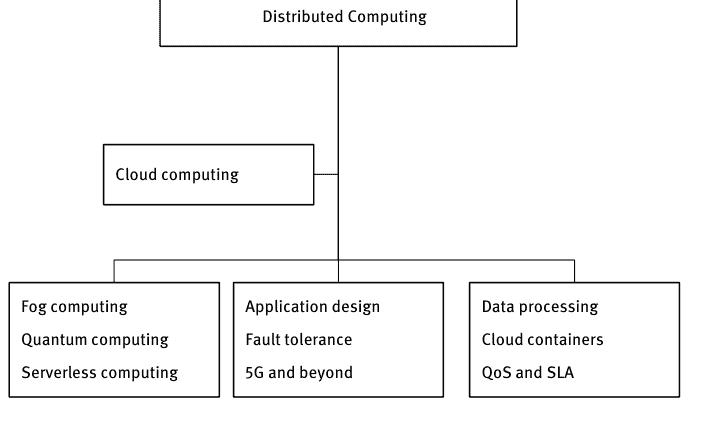 Distributed Computing
Cloud computing
Fog computing
Quantum computing
Serverless computing
Application design
Fault tolerance
5G and beyond
Data processing
Cloud containers
QoS and SLA